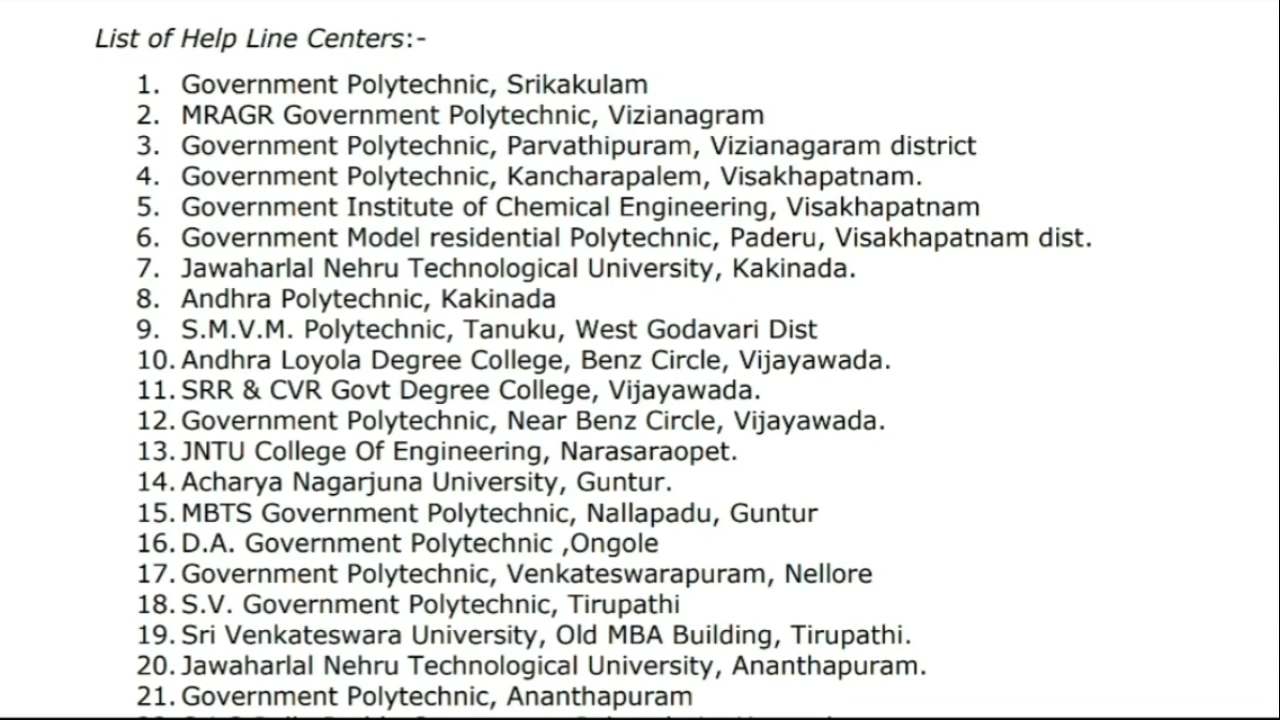 List of Help Line Centers:-
1. Government Polytechnic, Srikakulam
2. MRAGR Government Polytechnic, Vizianagram
3. Government Polytechnic, Parvathipuram, Vizianagaram district
4. Government Polytechnic, Kancharapalem, Visakhapatnam.
5. Government Institute of Chemical Engineering, Visakhapatnam
6. Government Model residential Polytechnic, Paderu, Visakhapatnam dist.
7. Jawaharlal Nehru Technological University, Kakinada.
8. Andhra Polytechnic, Kakinada
9. S.M.V.M. Polytechnic, Tanuku, West Godavari Dist
10. Andhra Loyola Degree College, Benz Circle, Vijayawada.
11. SRR & CVR Govt Degree College, Vijayawada.
12. Government Polytechnic, Near Benz Circle, Vijayawada.
13. JNTU College Of Engineering, Narasaraopet.
14. Acharya Nagarjuna University, Guntur.
15. MBTS Government Polytechnic, Nallapadu, Guntur
16. D.A. Government Polytechnic ,Ongole
17. Government Polytechnic, Venkateswarapuram, Nellore
18. S.V. Government Polytechnic, Tirupathi
19. Sri Venkateswara University, Old MBA Building, Tirupathi.
20. Jawaharlal Nehru Technological University, Ananthapuram.
21. Government Polytechnic, Ananthapuram